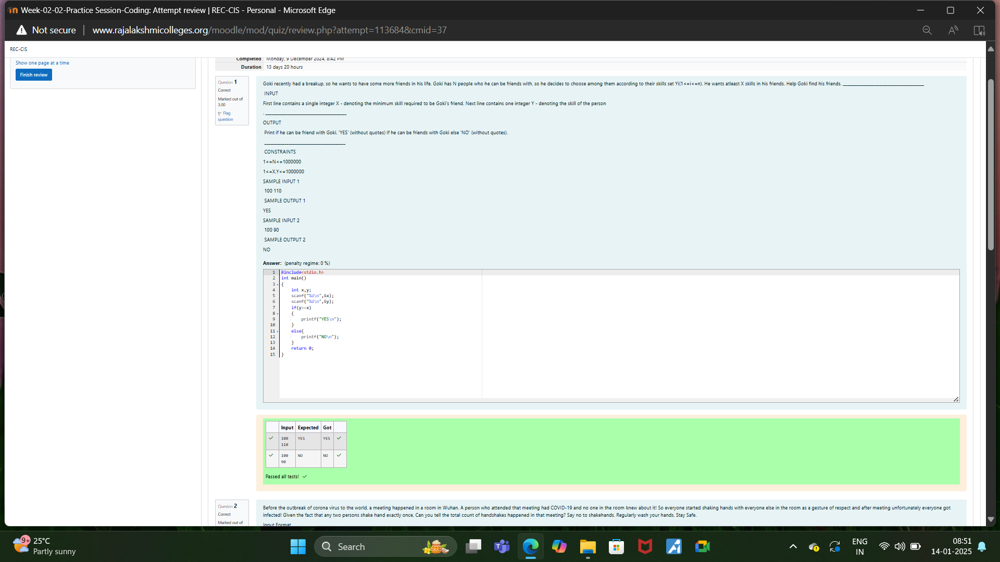 Week-02-02-Practice Session-Coding: Attempt review | REC-CIS - Personal - Microsoft Edge
Not secure
www.rajalakshmicolleges.org/moodle/mod/quiz/review.php?attempt=113684&cmid=37
REC-CIS
Show one page at a time
Finish review
Completed Monday, 9 December 2024, 8:42 PM
Duration 13 days 20 hours
Question 1
Correct
Marked out of
3.00
Flag
question
Goki recently had a breakup, so he wants to have some more friends in his life. Goki has N people who he can be friends with, so he decides to choose among them according to their skills set Yi(1<=i<=n). He wants atleast X skills in his friends. Help Goki find his friends. ________________________________________
INPUT
First line contains a single integer X - denoting the minimum skill required to be Goki's friend. Next line contains one integer Y - denoting the skill of the person
. ________________________________________
OUTPUT
Print if he can be friend with Goki. 'YES' (without quotes) if he can be friends with Goki else 'NO' (without quotes).
________________________________________
CONSTRAINTS
1<=N<=1000000
1<=X,Y<=1000000
SAMPLE INPUT 1
100 110
SAMPLE OUTPUT 1
YES
SAMPLE INPUT 2
100 90
SAMPLE OUTPUT 2
NO
Answer: (penalty regime: 0 %)
1 #include<stdio.h>
2 int main()
3 {
4 int x,y;
5 scanf("%d\n",&x);
6 scanf("%d\n",&y);
7 if(y>=x)
8 {
9 printf("YES\n");
10 }
11 else{
12 printf("NO\n");
13 }
14 return 0;
15 }
Input Expected Got
100 YES YES
110
100 NO NO
90
Passed all tests!
Question 2
Correct
Marked out of
Before the outbreak of corona virus to the world, a meeting happened in a room in Wuhan. A person who attended that meeting had COVID-19 and no one in the room knew about it! So everyone started shaking hands with everyone else in the room as a gesture of respect and after meeting unfortunately everyone got
infected! Given the fact that any two persons shake hand exactly once, Can you tell the total count of handshakes happened in that meeting? Say no to shakehands. Regularly wash your hands. Stay Safe.
Input Format
9+
25°C
Partly sunny
Search
ENG
IN
08:51
14-01-2025